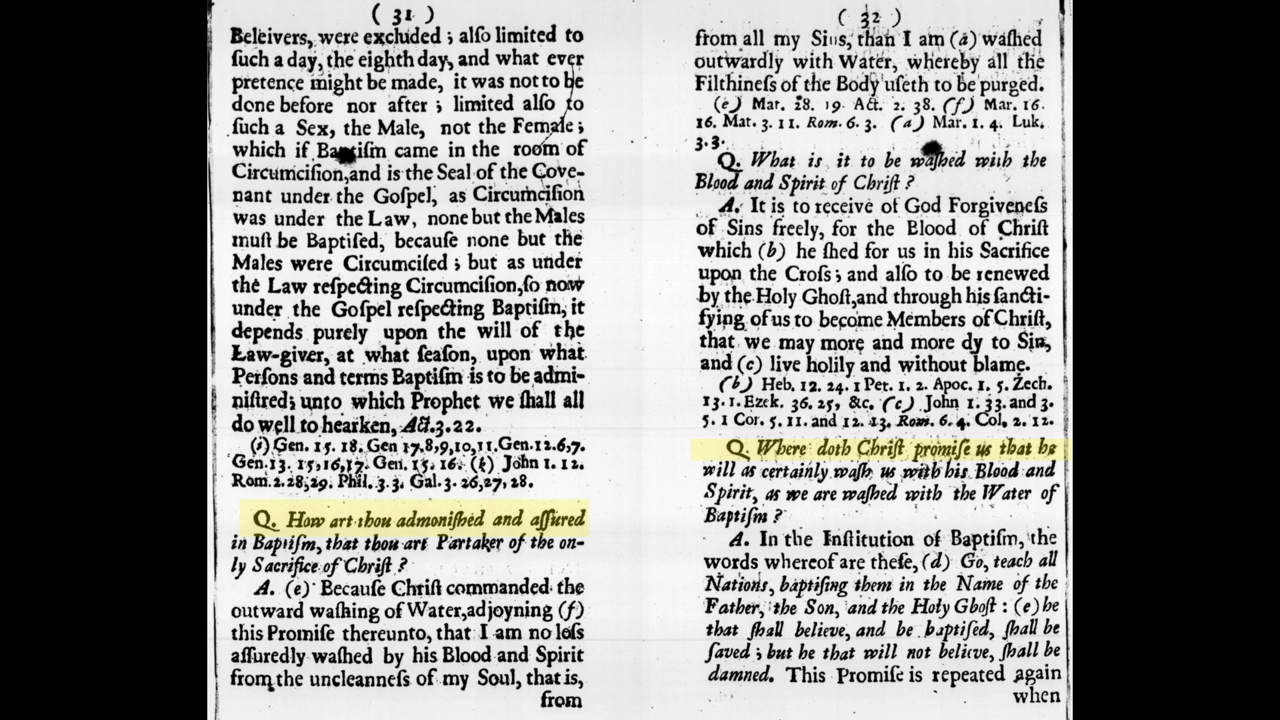 ( 31 )
Beleivers, were excluded ; alſo limited to
ſuch a day, the eighth day, and what ever
pretence might be made, it was not to be
done before nor after ; limited alſo to
ſuch a Sex, the Male, not the Female ;
which if Baptiſm came in the room of
Circumciſion,and is the Seal of the Cove-
nant under the Goſpel, as Circumciſion
was under the Law, none but the Males
muſt be Baptiſed, becauſe none but the
Males were Circumciſed ; but as under
the Law reſpecting Circumciſion,ſo now
under the Goſpel reſpecting Baptiſm, it
depends purely upon the will of the
Law-giver, at what ſeaſon, upon what
Perſons and terms Baptiſm is to be admi-
niſtred; unto which Prophet we ſhall all
do well to hearken, Act.3.22.
(i) Gen. 15. 18. Gen 17.8,9,10,11. Gen.12.6,7.
Gen.13. 15,16,17. Gen. 15. 16. (k) John 1. 12.
Rom.2.28,29. Phil. 3.3. Gal.3. 26,27, 28.
Q. How art thou admoniſhed and aſſured
in Baptiſm, that thou art Partaker of the on-
ly Sacrifice of Chriſt ?
A. (e) Becauſe Chriſt commanded the
outward waſhing of Water,adjoyning (f)
this Promiſe thereunto, that I am no leſs
aſſuredly waſhed by his Blood and Spirit
from the uncleanneſs of my Soul, that is,
from
( 32 )
from all my Sins, than I am (a) waſhed
outwardly with Water, whereby all the
Filthineſs of the Body uſeth to be purged.
(e) Mar. 28. 19. Act. 2. 38. (f) Mar. 16.
16. Mat. 3. 11. Rom. 6. 3. (a) Mar. 1. 4. Luk.
3.3.
Q. What is it to be waſhed with the
Blood and Spirit of Chriſt ?
A. It is to receive of God Forgiveneſs
of Sins freely, for the Blood of Chriſt
which (b) he ſhed for us in his Sacrifice
upon the Croſs; and alſo to be renewed
by the Holy Ghoſt,and through his ſancti-
fying of us to become Members of Chriſt,
that we may more and more dy to Sin,
and (c) live holily and without blame.
(b) Heb. 12. 24. 1 Pet. 1. 2. Apoc. 1. 5. Zech.
13. 1. Ezek. 36. 25, &c. (c) John 1. 33. and 3.
5. 1 Cor. 5. 11. and 12. 13. Rom. 6. 4. Col. 2. 12.
Q. Where doth Chriſt promiſe us that he
will as certainly waſh us with his Blood and
Spirit, as we are waſhed with the Water of
Baptiſm ?
A. In the Inſtitution of Baptiſm, the
words whereof are theſe, (d) Go, teach all
Nations, baptiſing them in the Name of the
Father, the Son, and the Holy Ghoſt : (e) he
that ſhall believe, and be baptiſed, ſhall be
ſaved ; but he that will not believe, ſhall be
damned. This Promiſe is repeated again
when